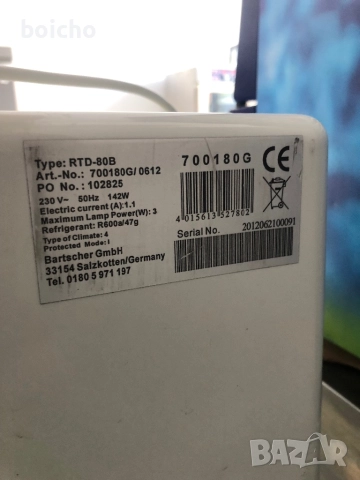 boicho
Type: RTD-80B
Art.-No.: 700180G/0612
PO No.: 102825
230 V~ 50Hz 142W
Electric current (A):1.1
Maximum Lamp Power(W): 3
Refrigerant: R600a/47g
Type of Climate: 4
Protected Mode: I
Bartscher GmbH
33154 Salzkotten/Germany
Tel. 0180 5 971 197
700180G
CE
4 015613 527802
Serial No. 2012062100091
BAZAR
bg